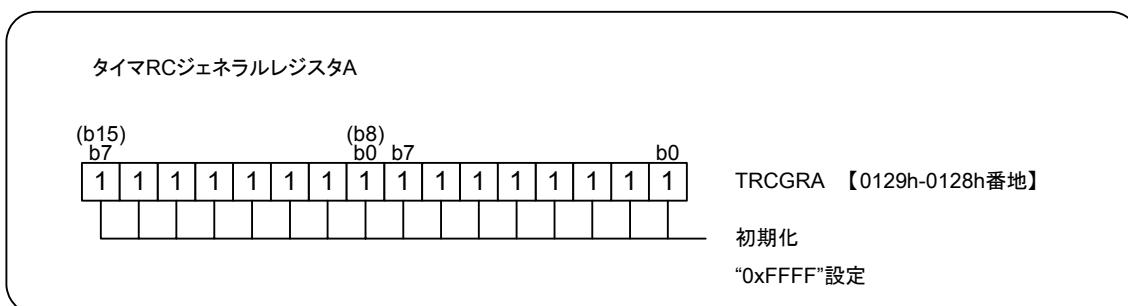 タイマRCジェネラルレジスタA
(b15) (b8)
b7 b0 b7 b0
1 1 1 1 1 1 1 1 1 1 1 1 1 1 1 1 TRCGRA 【0129h-0128h番地】
初期化
“0xFFFF”設定